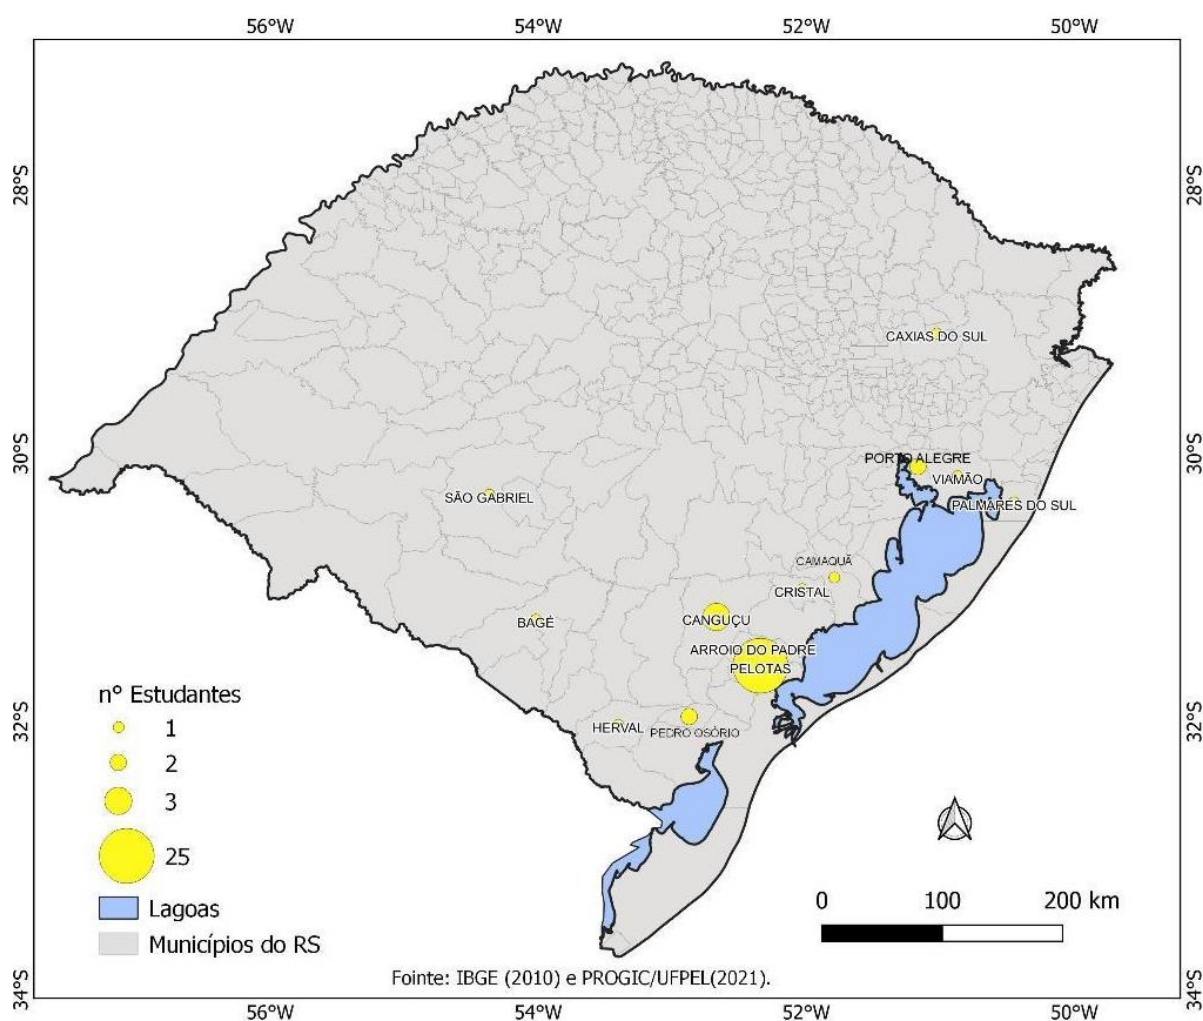 56°W 54°W 52°W 50°W
28°S 28°S
CAXIAS DO SUL
30°S 30°S
PORTO ALEGRE
VIAMÃO
SÃO GABRIEL
PALMARES DO SUL
CAMAQUÃ
CRISTAL
BAGÉ
CANGUÇU
ARROIO DO PADRE
PELOTAS
32°S 32°S
HERVAL
PEDRO OSÓRIO
n° Estudantes
1
2
3
25
Lagoas
Municípios do RS
0 100 200 km
Fointe: IBGE (2010) e PROGIC/UFPEL(2021).
34°S 34°S
56°W 54°W 52°W 50°W